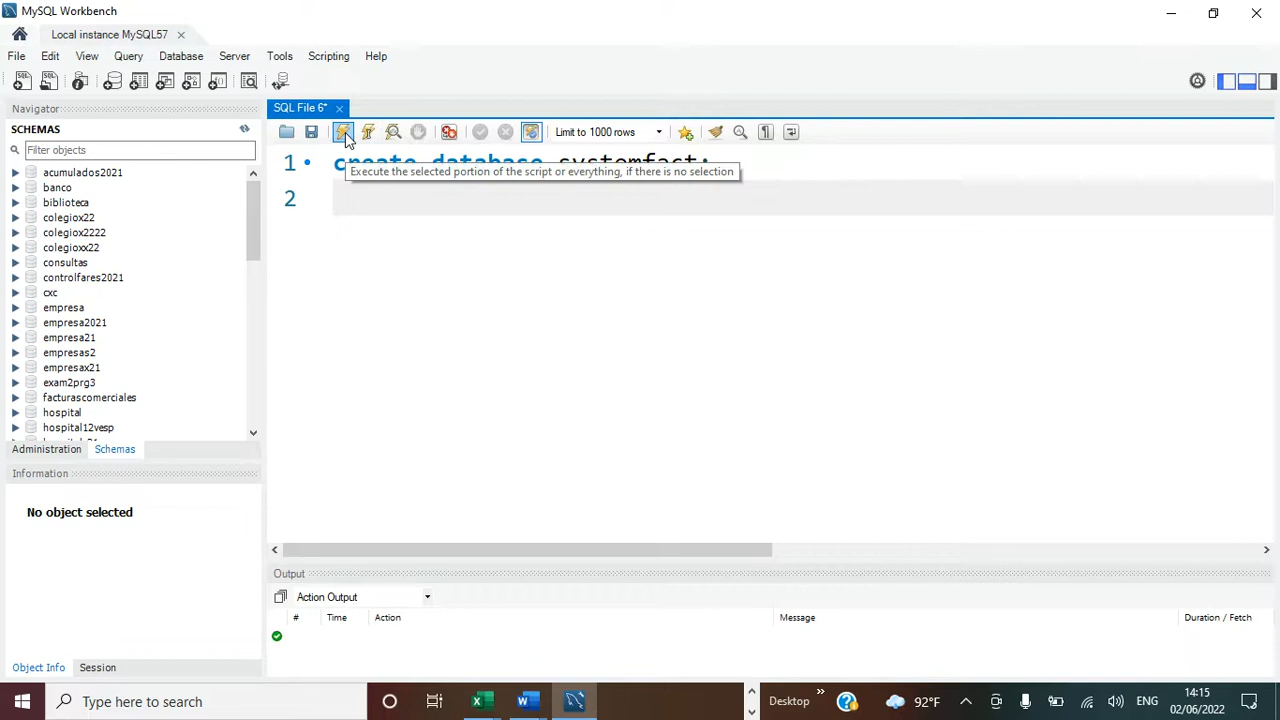 MySQL Workbench
Local instance MySQL57
File Edit View Query Database Server Tools Scripting Help
Navigator
SCHEMAS
Filter objects
acumulados2021
banco
biblioteca
colegiox22
colegiox2222
colegioxx22
consultas
controlfares2021
cxc
empresa
empresa2021
empresa21
empresas2
empresax21
exam2prg3
facturascomerciales
hospital
hospital12vesp
Administration Schemas
Information
No object selected
Object Info Session
SQL File 6*
Limit to 1000 rows
1 create database systemfact;
Execute the selected portion of the script or everything, if there is no selection
2
Output
Action Output
# Time Action Message Duration / Fetch
Type here to search
Desktop
92°F
ENG
14:15
02/06/2022